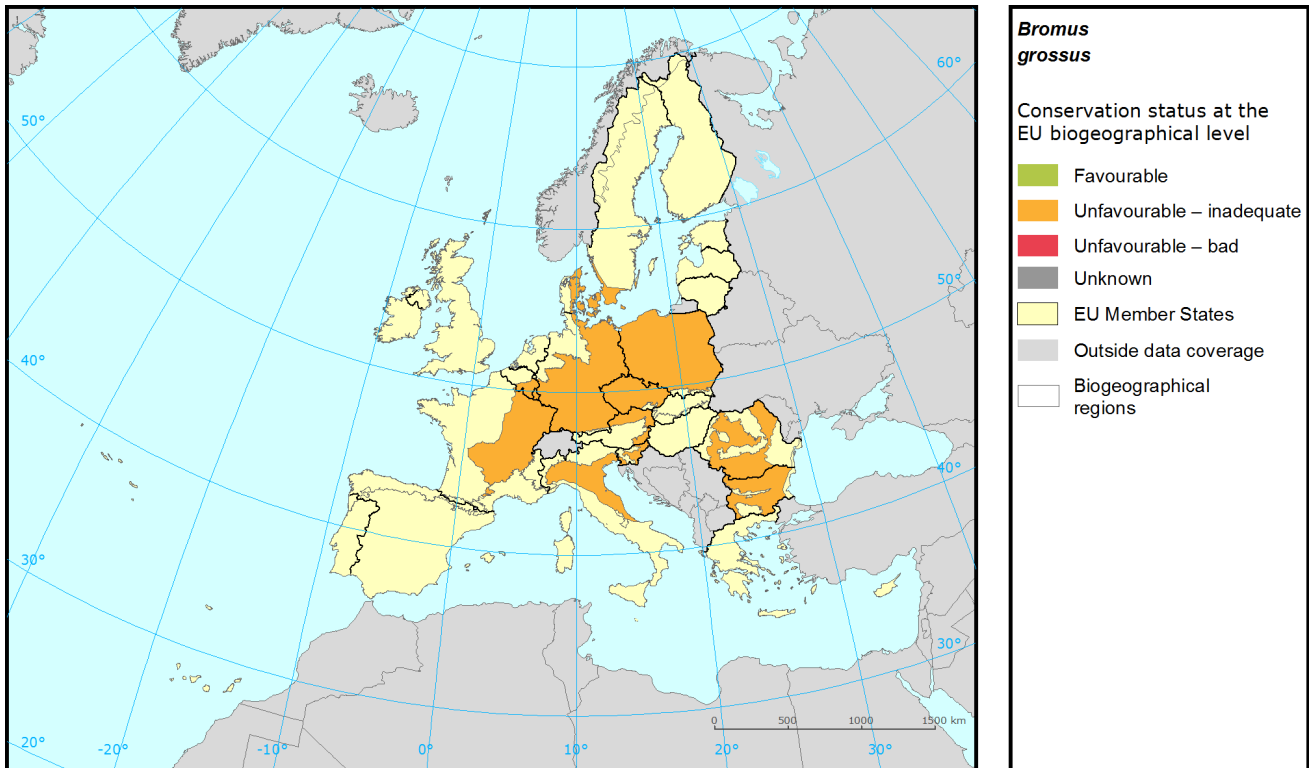 60°
50°
50°
40°
40°
30°
30°
0 500 1000 1500 km
20° -20° -10° 0° 10° 20° 30°
Bromus
grossus
Conservation status at the
EU biogeographical level
Favourable
Unfavourable – inadequate
Unfavourable – bad
Unknown
EU Member States
Outside data coverage
Biogeographical
regions